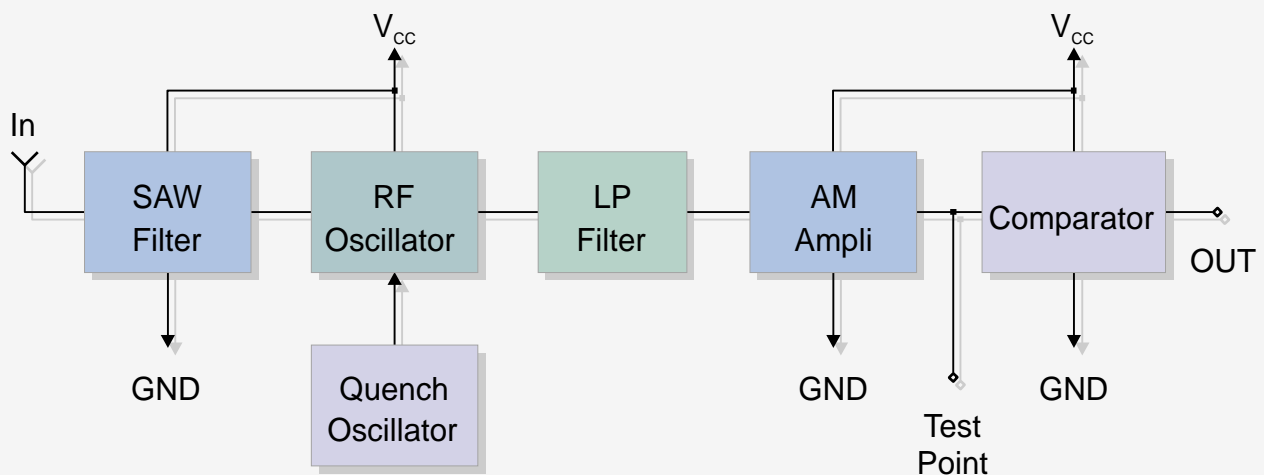 V_CC
V_CC
In
SAW
Filter
RF
Oscillator
LP
Filter
AM
Ampli
Comparator
OUT
GND
Quench
Oscillator
GND
Test
Point
GND